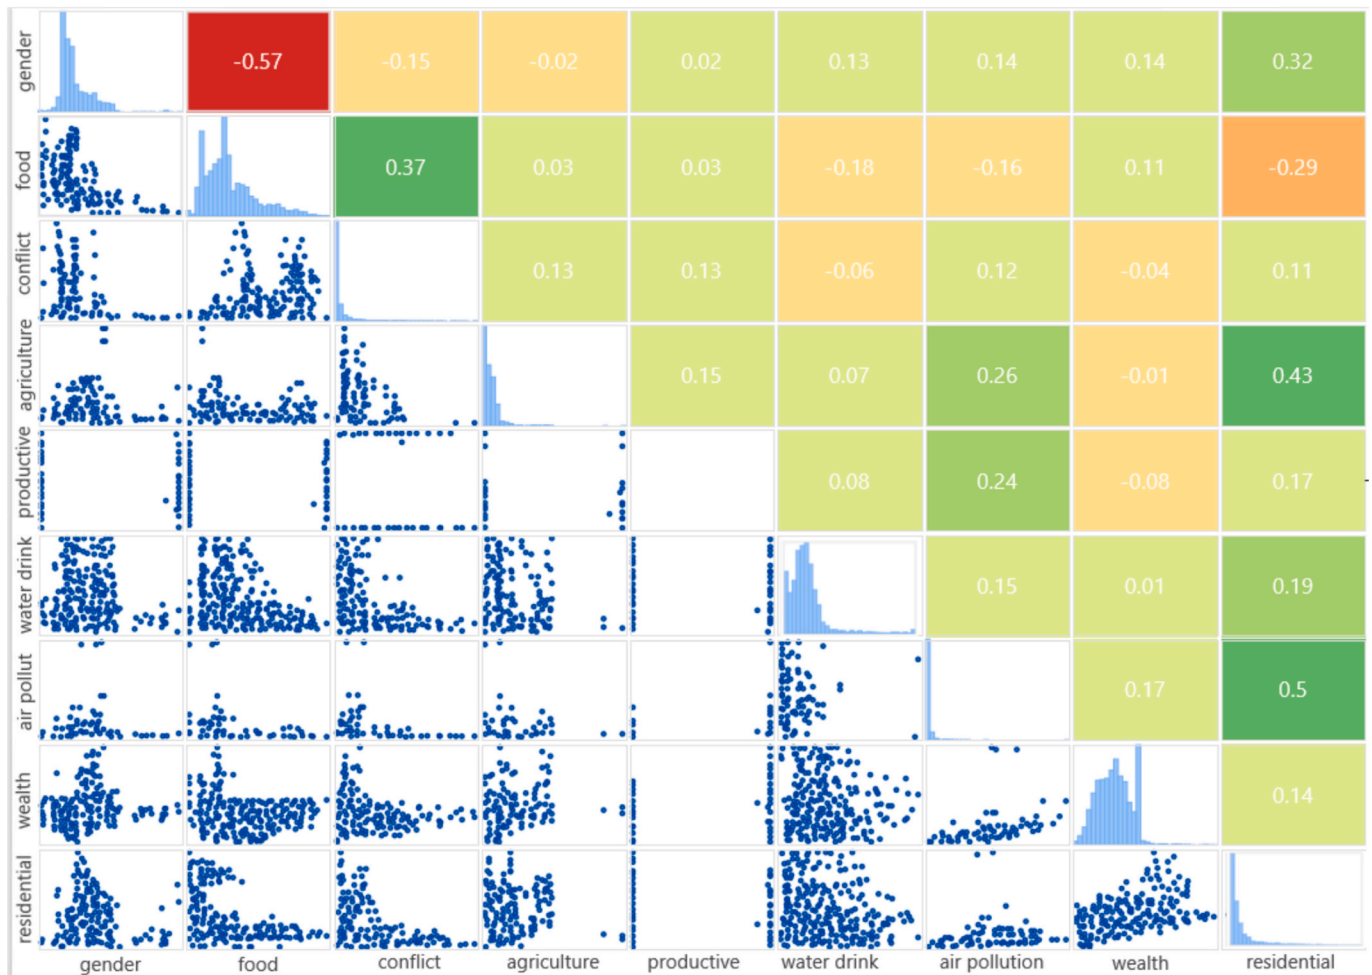 gender -0.57 -0.15 -0.02 0.02 0.13 0.14 0.14 0.32
food 0.37 0.03 0.03 -0.18 -0.16 0.11 -0.29
conflict 0.13 0.13 -0.06 0.12 -0.04 0.11
agriculture 0.15 0.07 0.26 -0.01 0.43
productive 0.08 0.24 -0.08 0.17
water drink 0.15 0.01 0.19
air pollut 0.17 0.5
wealth 0.14
residential
gender food conflict agriculture productive water drink air pollution wealth residential